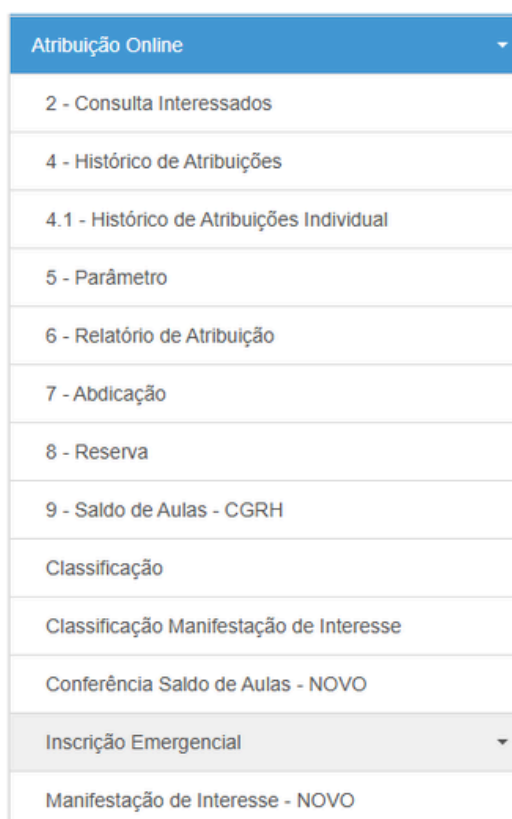 Atribuição Online
2 - Consulta Interessados
4 - Histórico de Atribuições
4.1 - Histórico de Atribuições Individual
5 - Parâmetro
6 - Relatório de Atribuição
7 - Abdicação
8 - Reserva
9 - Saldo de Aulas - CGRH
Classificação
Classificação Manifestação de Interesse
Conferência Saldo de Aulas - NOVO
Inscrição Emergencial
Manifestação de Interesse - NOVO